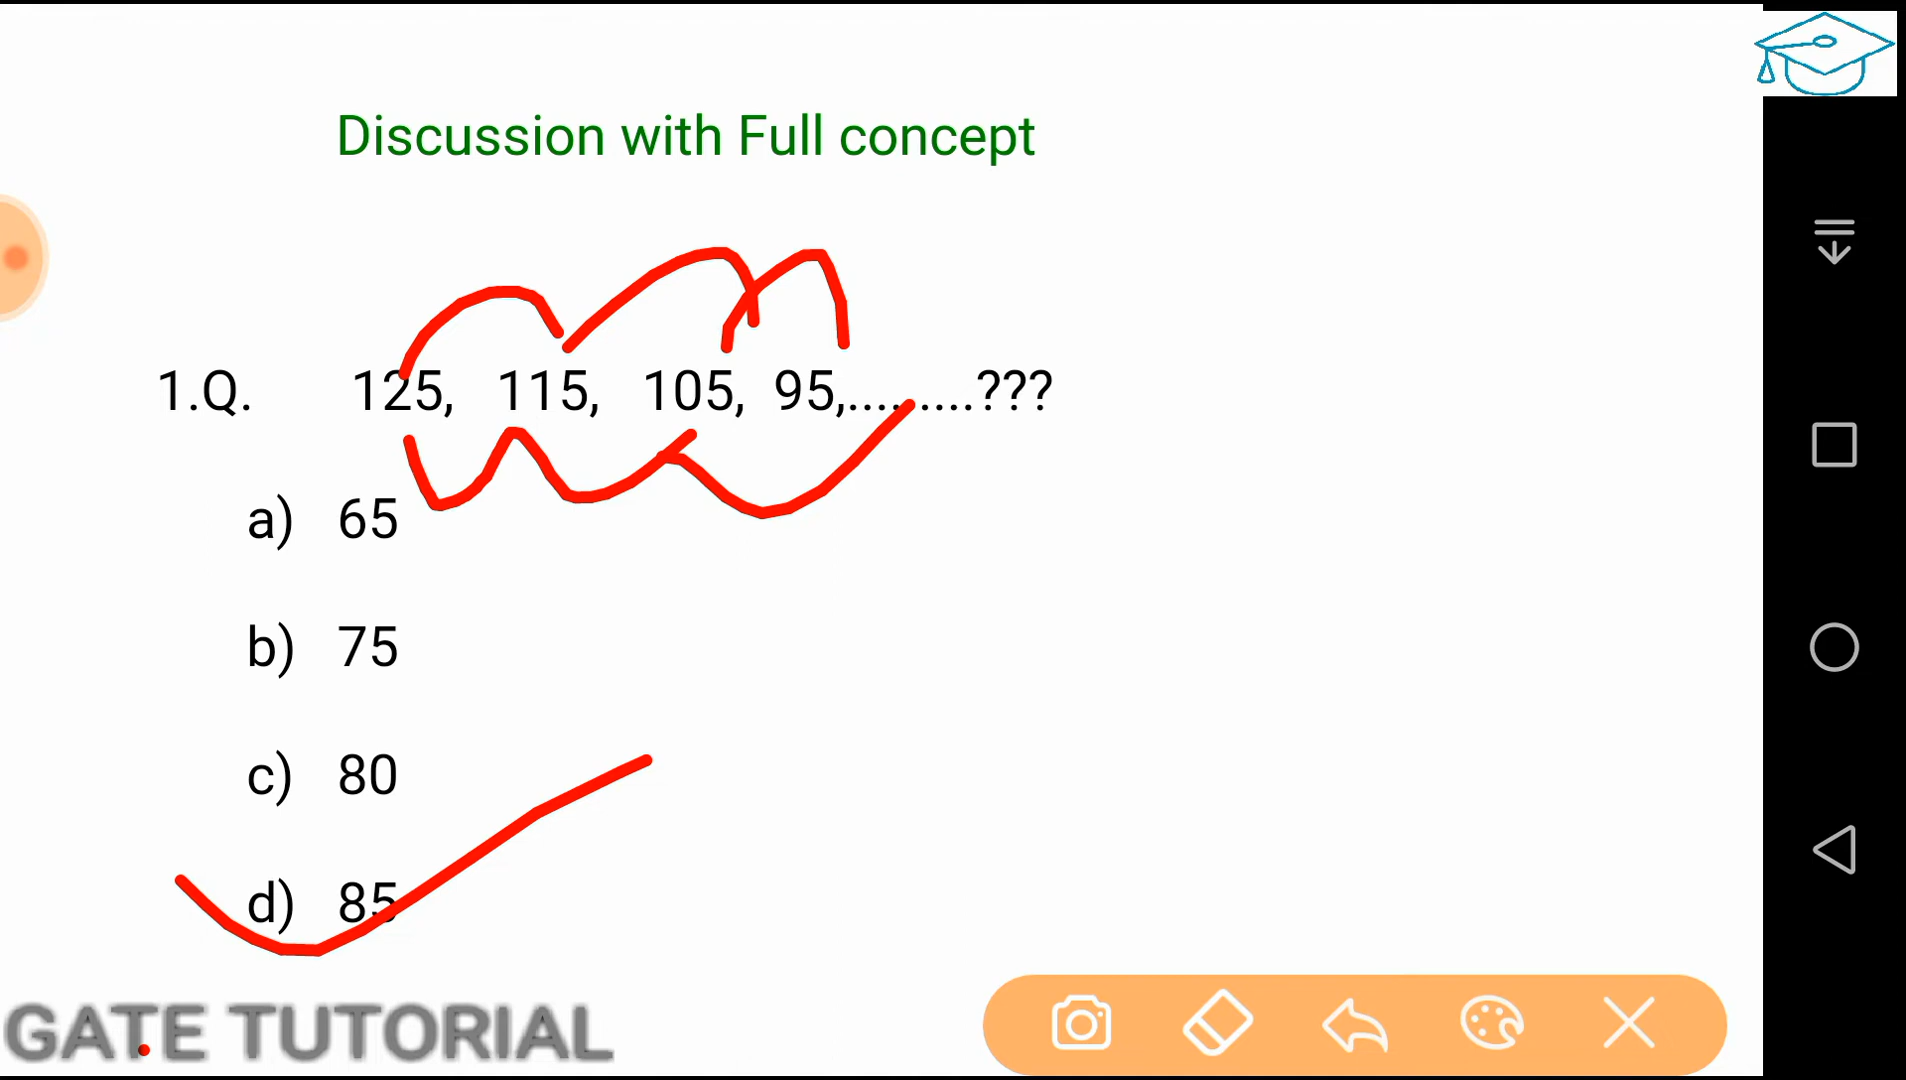 Discussion with Full concept
1.Q. 125, 115, 105, 95,.........???
a) 65
b) 75
c) 80
d) 85
GATE TUTORIAL